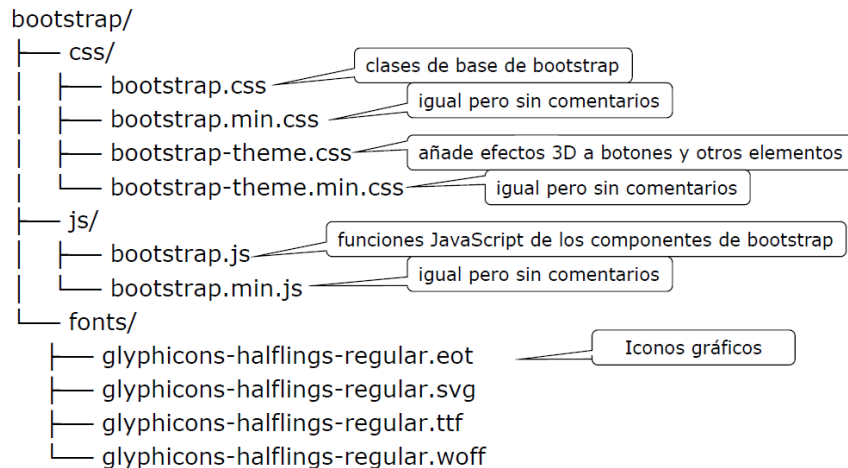 bootstrap/
├── css/
│ ├── bootstrap.css clases de base de bootstrap
│ ├── bootstrap.min.css igual pero sin comentarios
│ ├── bootstrap-theme.css añade efectos 3D a botones y otros elementos
│ └── bootstrap-theme.min.css igual pero sin comentarios
├── js/
│ ├── bootstrap.js funciones JavaScript de los componentes de bootstrap
│ └── bootstrap.min.js igual pero sin comentarios
└── fonts/
├── glyphicons-halflings-regular.eot Iconos gráficos
├── glyphicons-halflings-regular.svg
├── glyphicons-halflings-regular.ttf
└── glyphicons-halflings-regular.woff